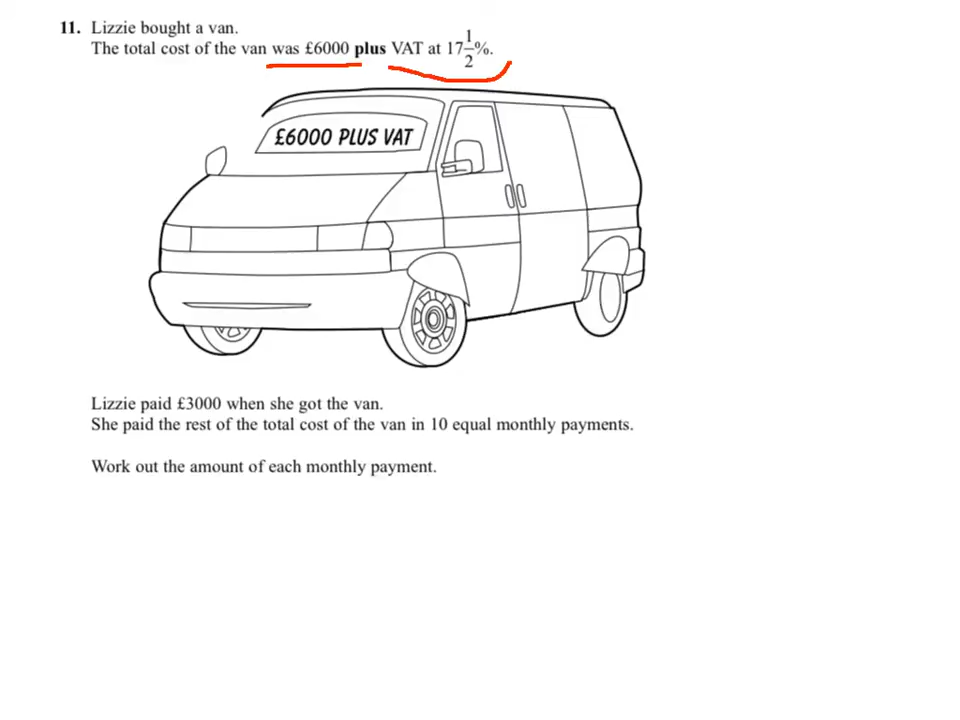 11. Lizzie bought a van.
The total cost of the van was £6000 plus VAT at 17 1/2%.
£6000 PLUS VAT
Lizzie paid £3000 when she got the van.
She paid the rest of the total cost of the van in 10 equal monthly payments.
Work out the amount of each monthly payment.